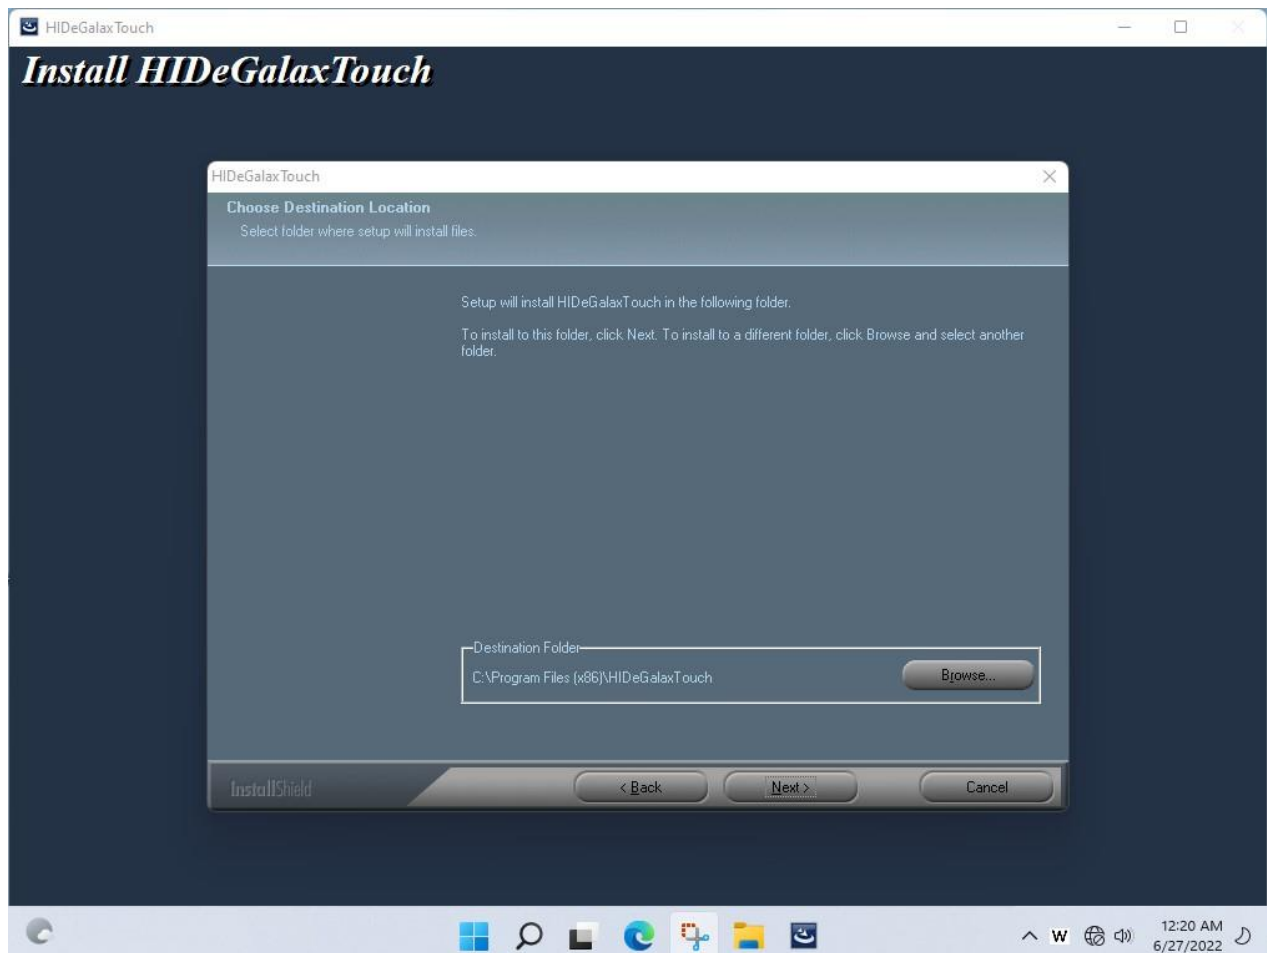 HIDeGalaxTouch
Install HIDeGalaxTouch
HIDeGalaxTouch
Choose Destination Location
Select folder where setup will install files.
Setup will install HIDeGalaxTouch in the following folder.
To install to this folder, click Next. To install to a different folder, click Browse and select another
folder.
Destination Folder
C:\Program Files (x86)\HIDeGalaxTouch
Browse...
InstallShield
< Back
Next >
Cancel
W
12:20 AM
6/27/2022